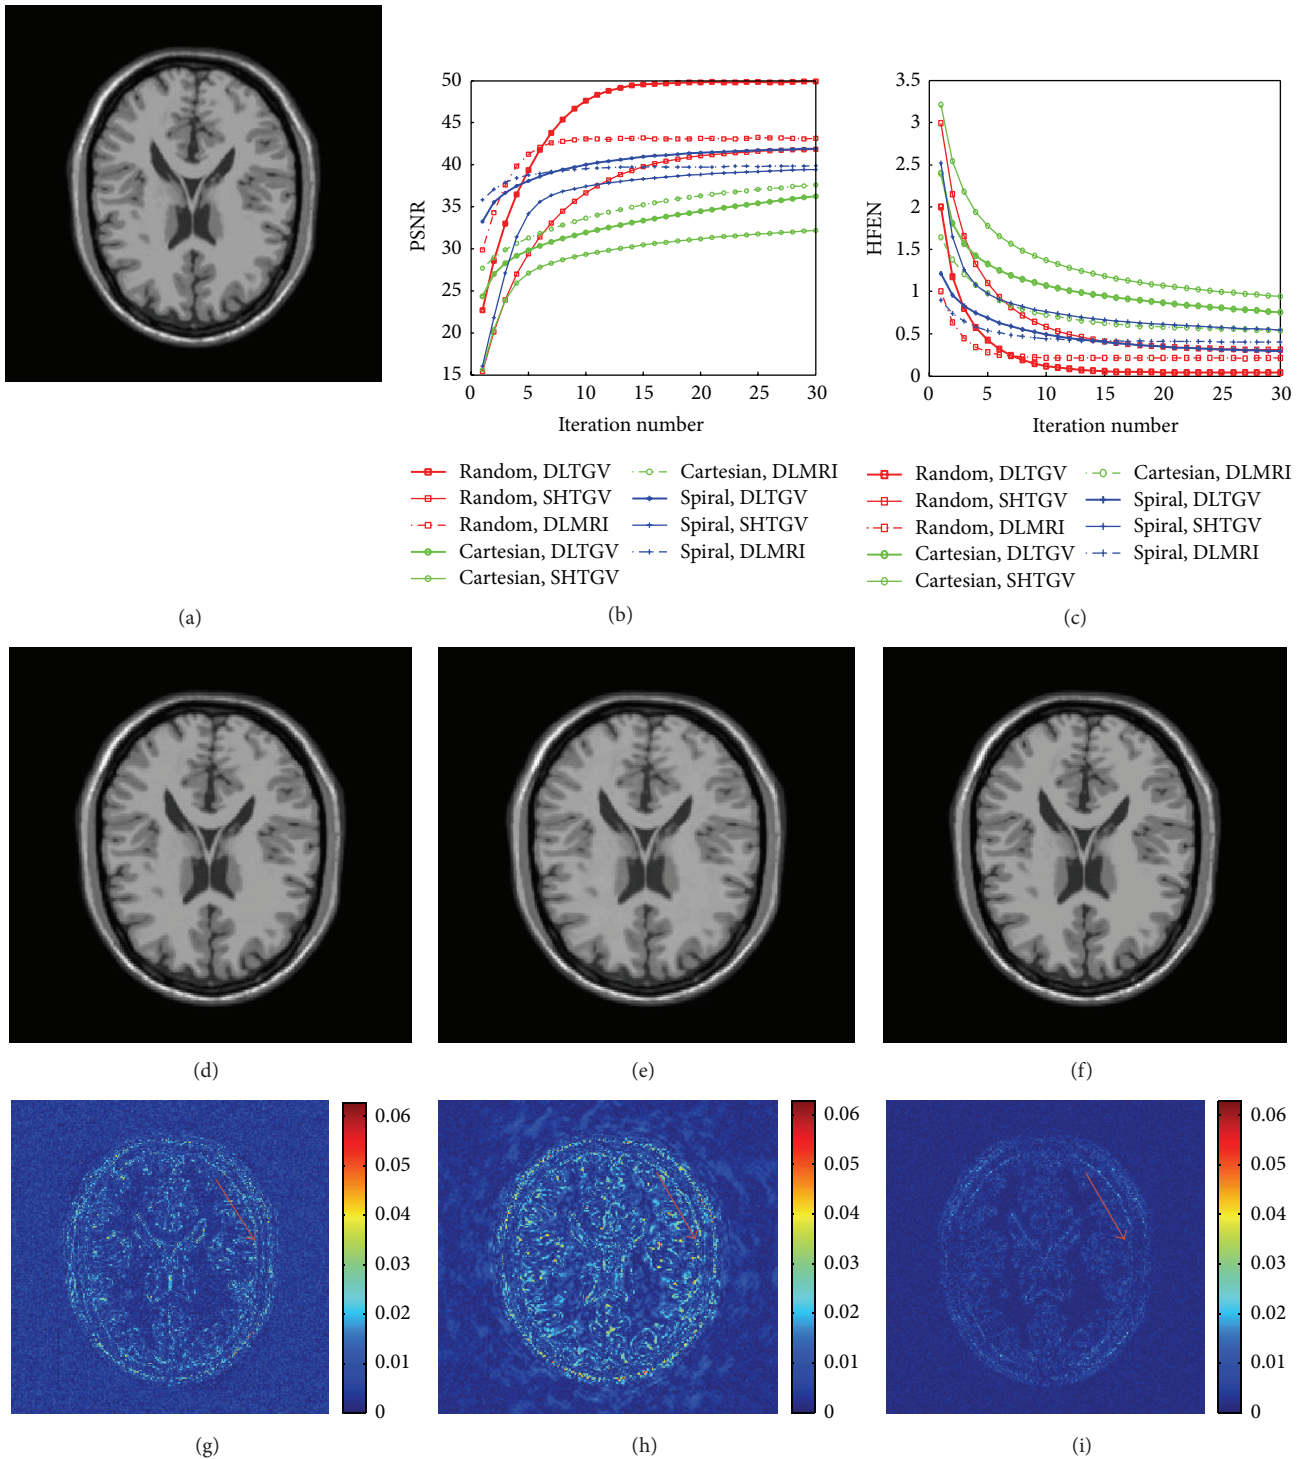 50
45
40
35
30
25
20
15
PSNR
0 5 10 15 20 25 30
Iteration number
Random, DLTGV
Random, SHTGV
Random, DLMRI
Cartesian, DLTGV
Cartesian, SHTGV
Cartesian, DLMRI
Spiral, DLTGV
Spiral, SHTGV
Spiral, DLMRI
3.5
3
2.5
2
1.5
1
0.5
0
HFEN
0 5 10 15 20 25 30
Iteration number
Random, DLTGV
Random, SHTGV
Random, DLMRI
Cartesian, DLTGV
Cartesian, SHTGV
Cartesian, DLMRI
Spiral, DLTGV
Spiral, SHTGV
Spiral, DLMRI
(a) (b) (c)
(d) (e) (f)
0.06
0.05
0.04
0.03
0.02
0.01
0
0.06
0.05
0.04
0.03
0.02
0.01
0
0.06
0.05
0.04
0.03
0.02
0.01
0
(g) (h) (i)